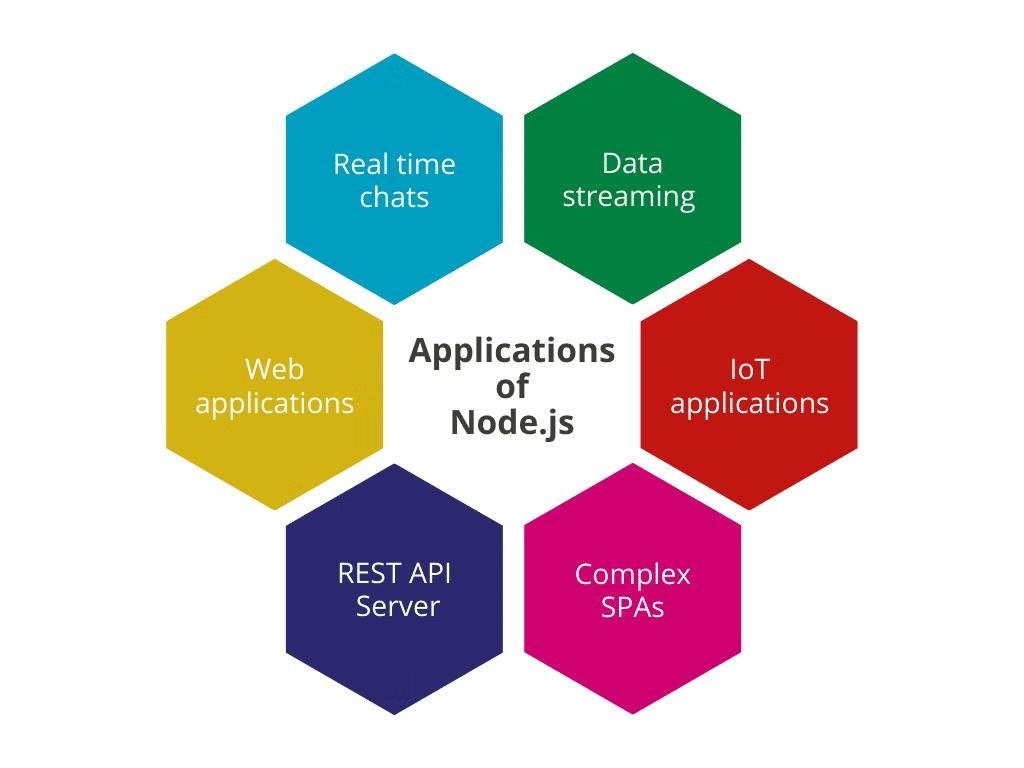 Real time
chats
Data
streaming
Web
applications
Applications
of
Node.js
IoT
applications
REST API
Server
Complex
SPAs